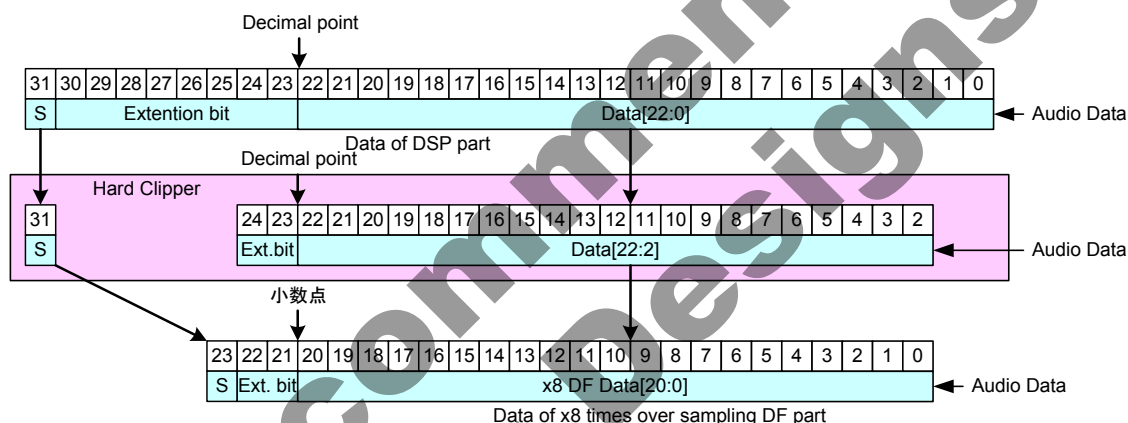 Decimal point
31 30 29 28 27 26 25 24 23 22 21 20 19 18 17 16 15 14 13 12 11 10 9 8 7 6 5 4 3 2 1 0
S Extention bit Data[22:0] Audio Data
Data of DSP part
Decimal point
Hard Clipper
31 24 23 22 21 20 19 18 17 16 15 14 13 12 11 10 9 8 7 6 5 4 3 2
S Ext.bit Data[22:2] Audio Data
小数点
23 22 21 20 19 18 17 16 15 14 13 12 11 10 9 8 7 6 5 4 3 2 1 0
S Ext. bit x8 DF Data[20:0] Audio Data
Data of x8 times over sampling DF part